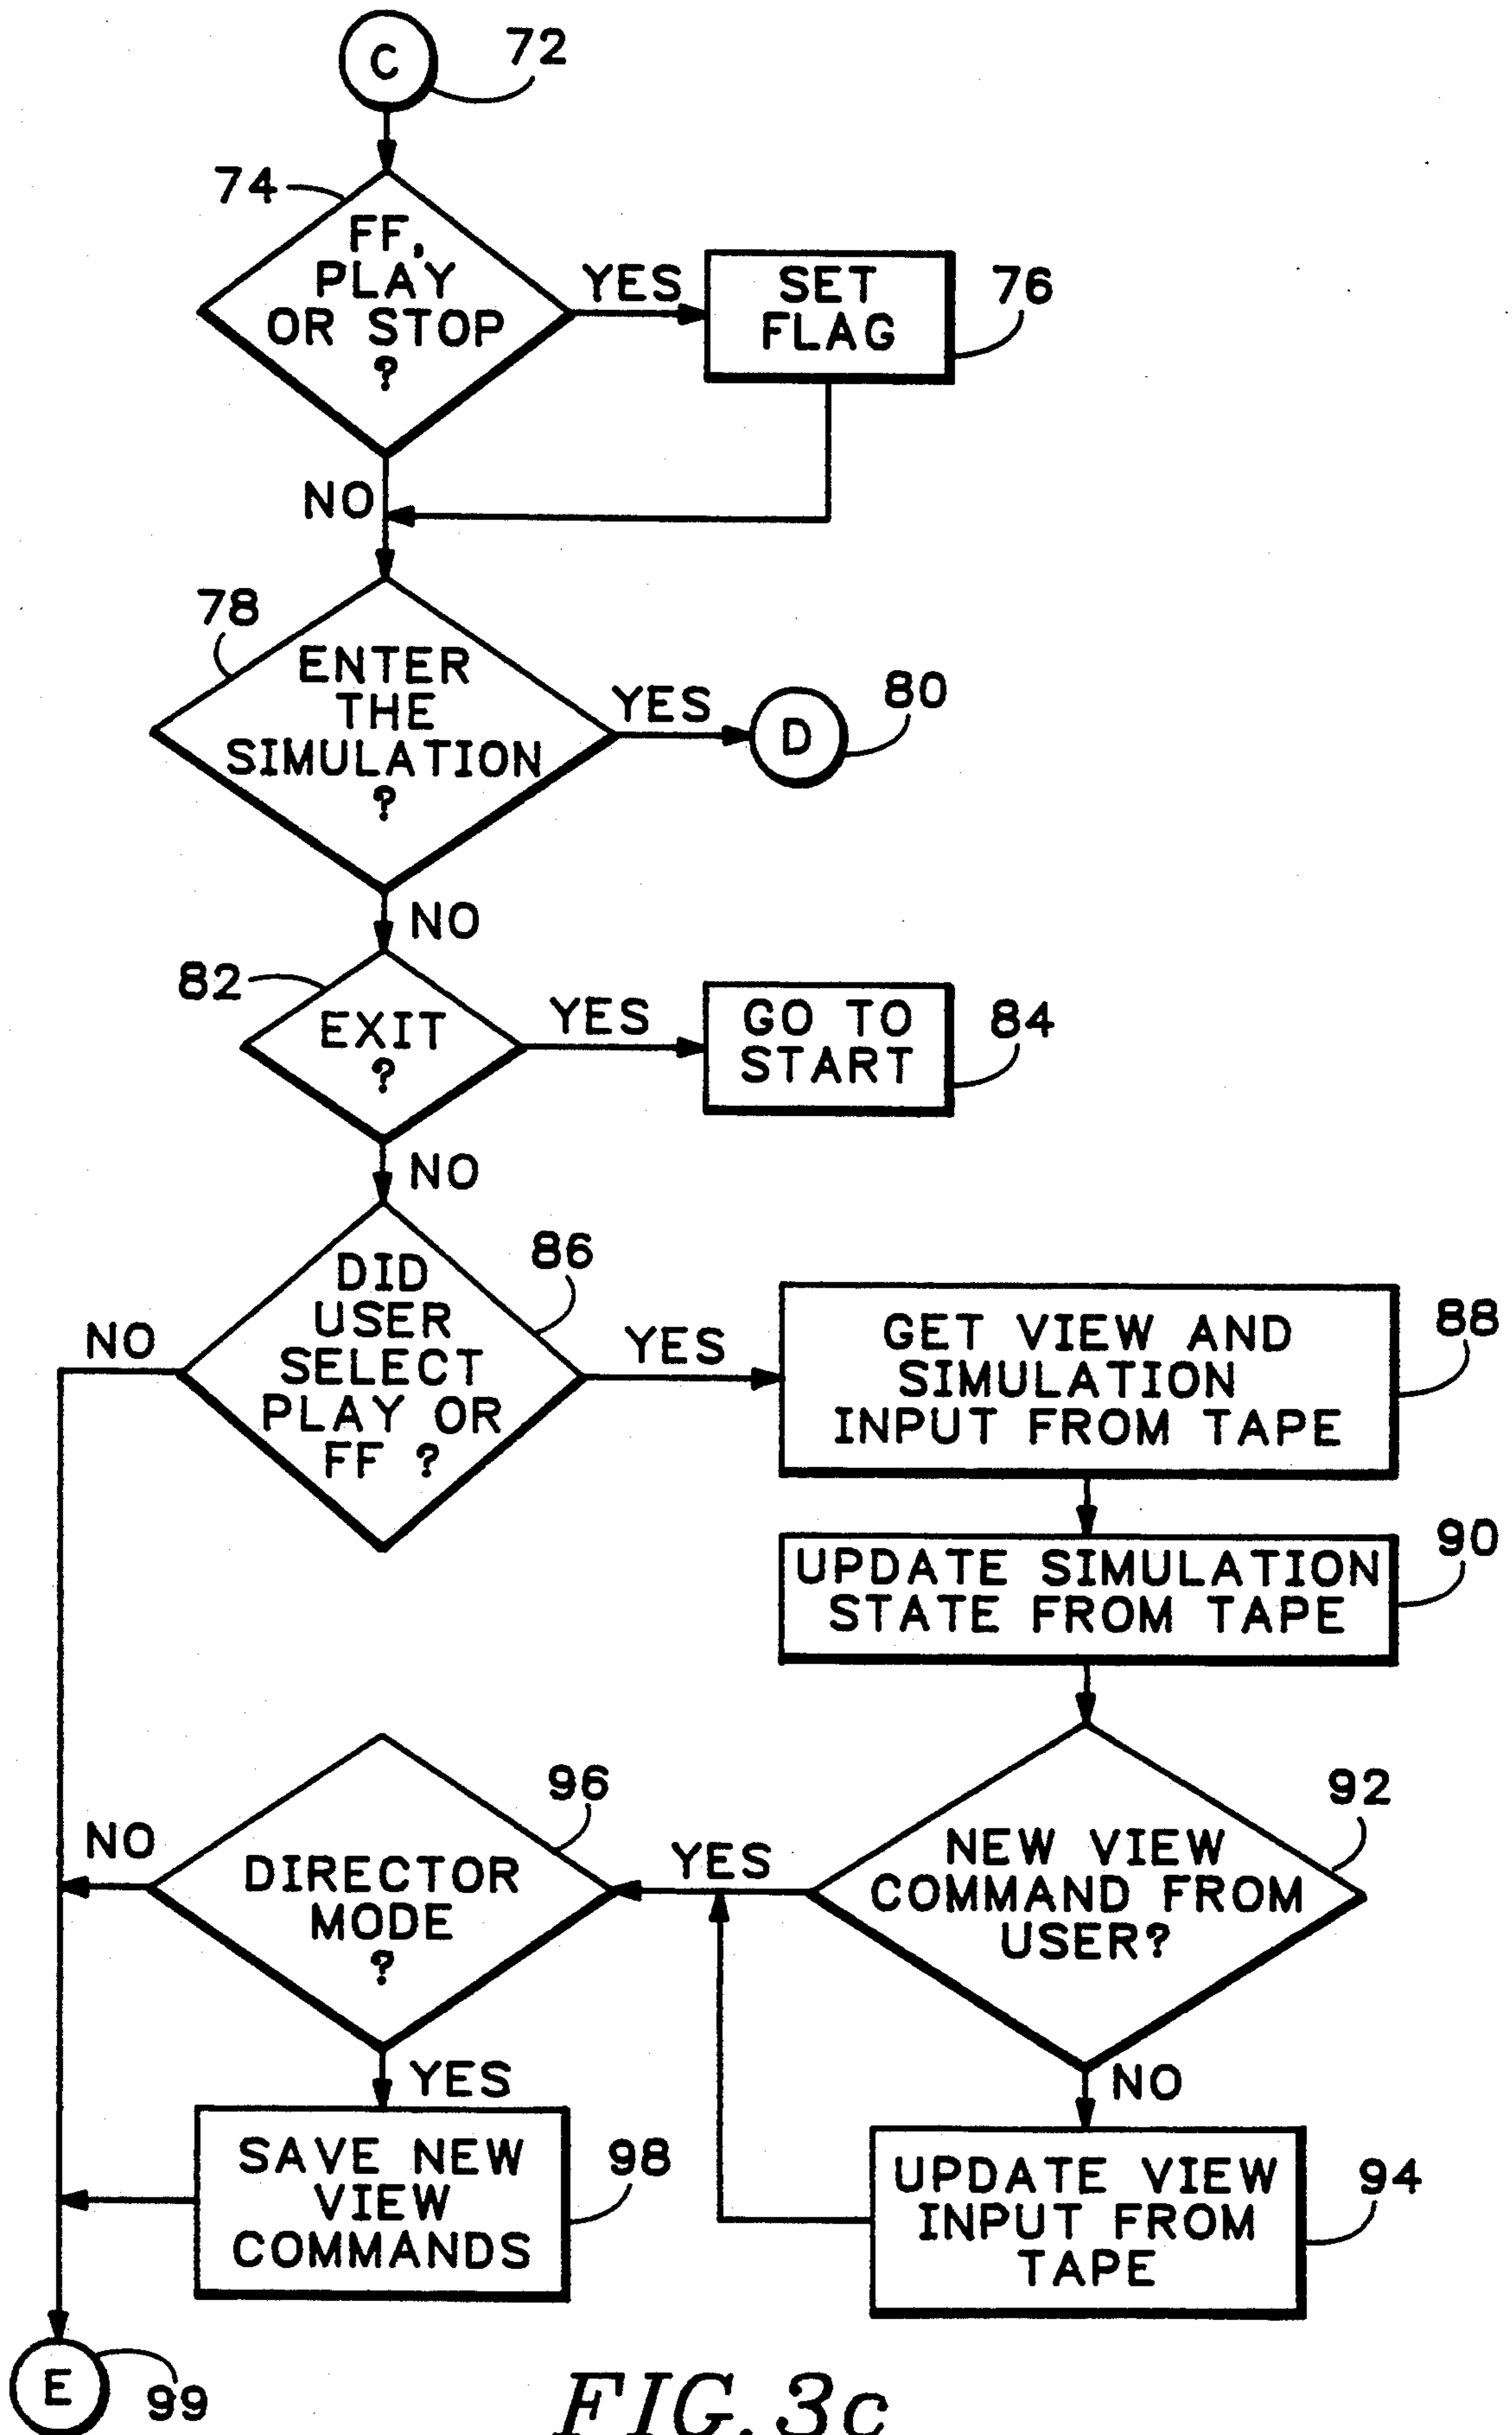 C
72
74
FF,
PLAY
OR STOP
?
YES
SET
FLAG
76
NO
78
ENTER
THE
SIMULATION
?
YES
D
80
NO
82
EXIT
?
YES
GO TO
START
84
NO
DID
USER
SELECT
PLAY OR
FF ?
86
NO
YES
GET VIEW AND
SIMULATION
INPUT FROM TAPE
88
UPDATE SIMULATION
STATE FROM TAPE
90
NEW VIEW
COMMAND FROM
USER?
92
YES
NO
UPDATE VIEW
INPUT FROM
TAPE
94
DIRECTOR
MODE
?
96
NO
YES
SAVE NEW
VIEW
COMMANDS
98
E
99
FIG. 3c